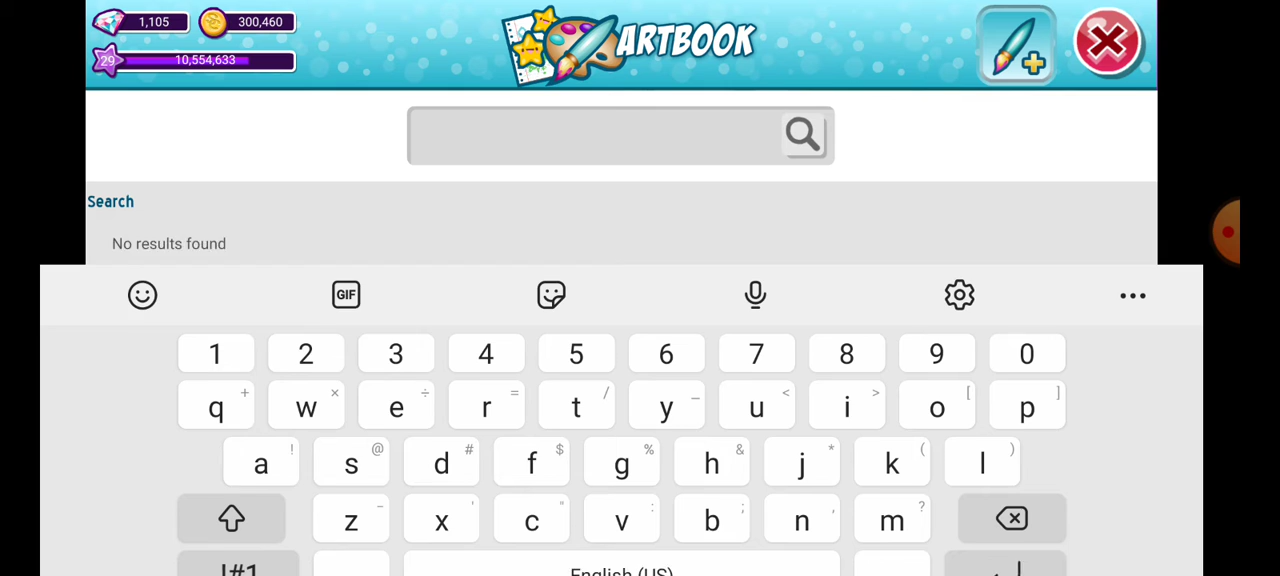 1,105 300,460
29 10,554,633
ARTBOOK
Search
No results found
GIF
1 2 3 4 5 6 7 8 9 0
q + w × e ÷ r = t / y _ u < i > o [ p ]
a ! s @ d # f $ g % h & j * k ( l )
z - x ' c " v : b ; n , m ?
!#1 English (US)